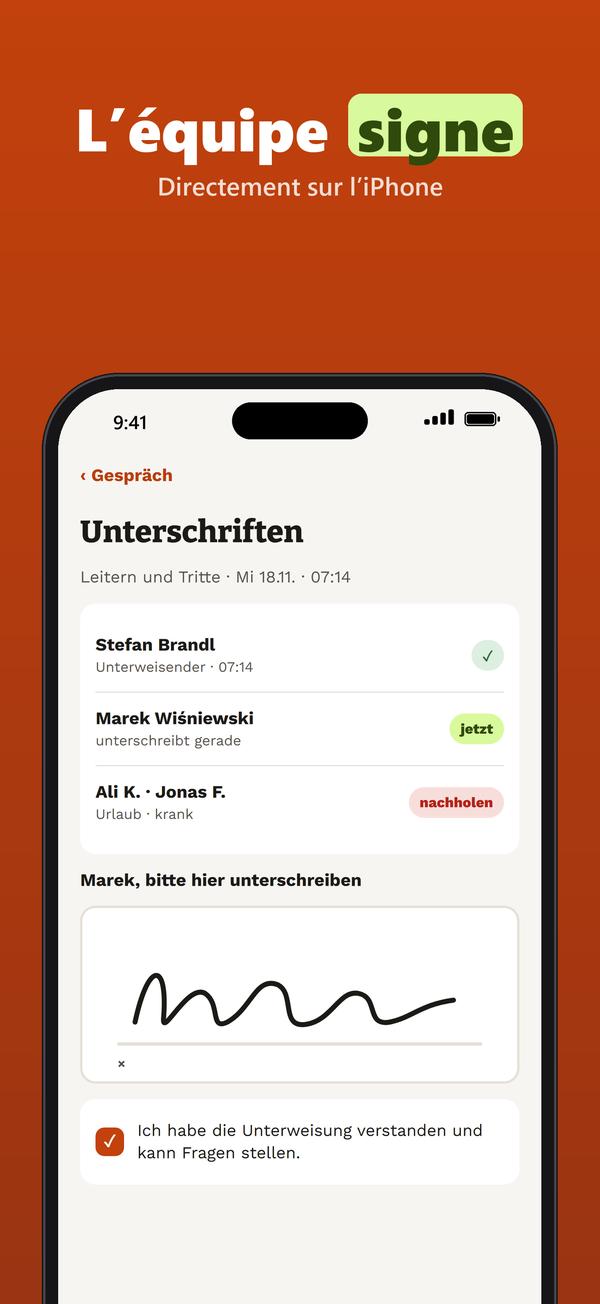 L’équipe signe
Directement sur l’iPhone
9:41
‹ Gespräch
Unterschriften
Leitern und Tritte · Mi 18.11. · 07:14
Stefan Brandl
Unterweisender · 07:14
✓
Marek Wiśniewski
unterschreibt gerade
jetzt
Ali K. · Jonas F.
Urlaub · krank
nachholen
Marek, bitte hier unterschreiben
×
✓
Ich habe die Unterweisung verstanden und
kann Fragen stellen.